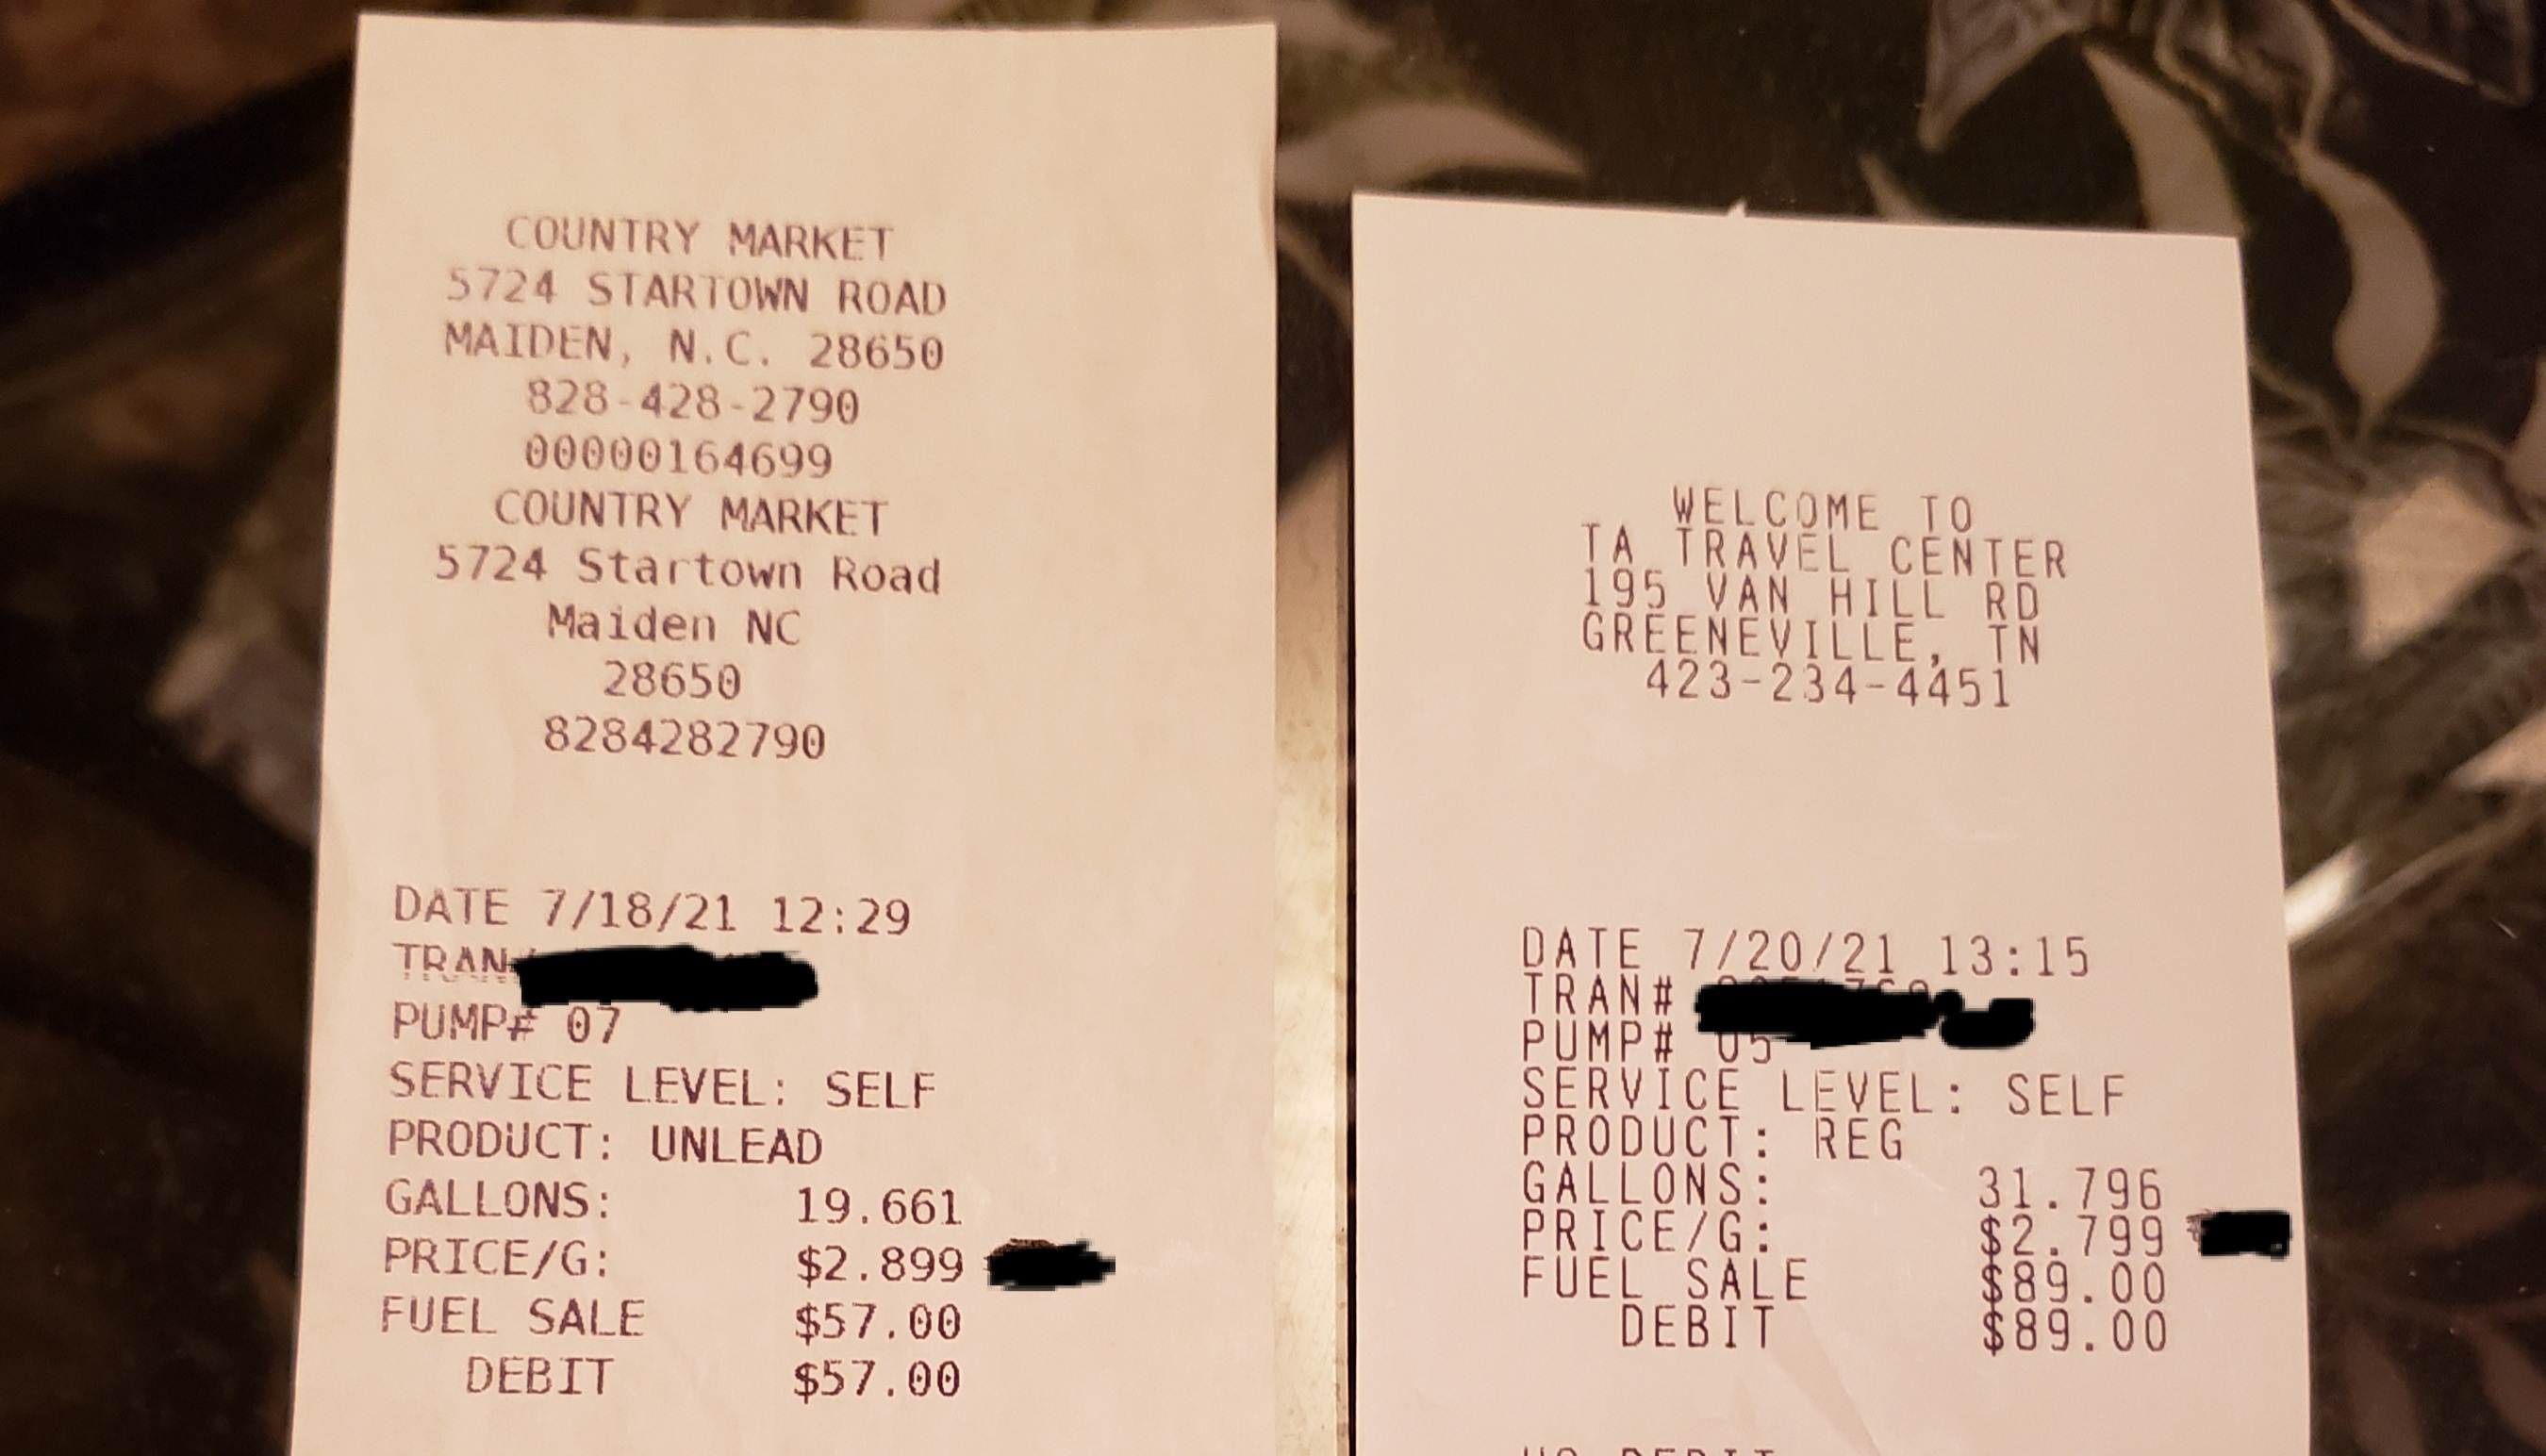 COUNTRY MARKET
5724 STARTOWN ROAD
MAIDEN, N.C. 28650
828-428-2790
00000164699
COUNTRY MARKET
5724 Startown Road
Maiden NC
28650
8284282790
DATE 7/18/21 12:29
TRAN
PUMP# 07
SERVICE LEVEL: SELF
PRODUCT: UNLEAD
GALLONS: 19.661
PRICE/G: $2.899
FUEL SALE $57.00
DEBIT $57.00
WELCOME TO
TA TRAVEL CENTER
195 VAN HILL RD
GREENEVILLE, TN
423-234-4451
DATE 7/20/21 13:15
TRAN#
PUMP# 05
SERVICE LEVEL: SELF
PRODUCT: REG
GALLONS: 31.796
PRICE/G: $2.799
FUEL SALE $89.00
DEBIT $89.00